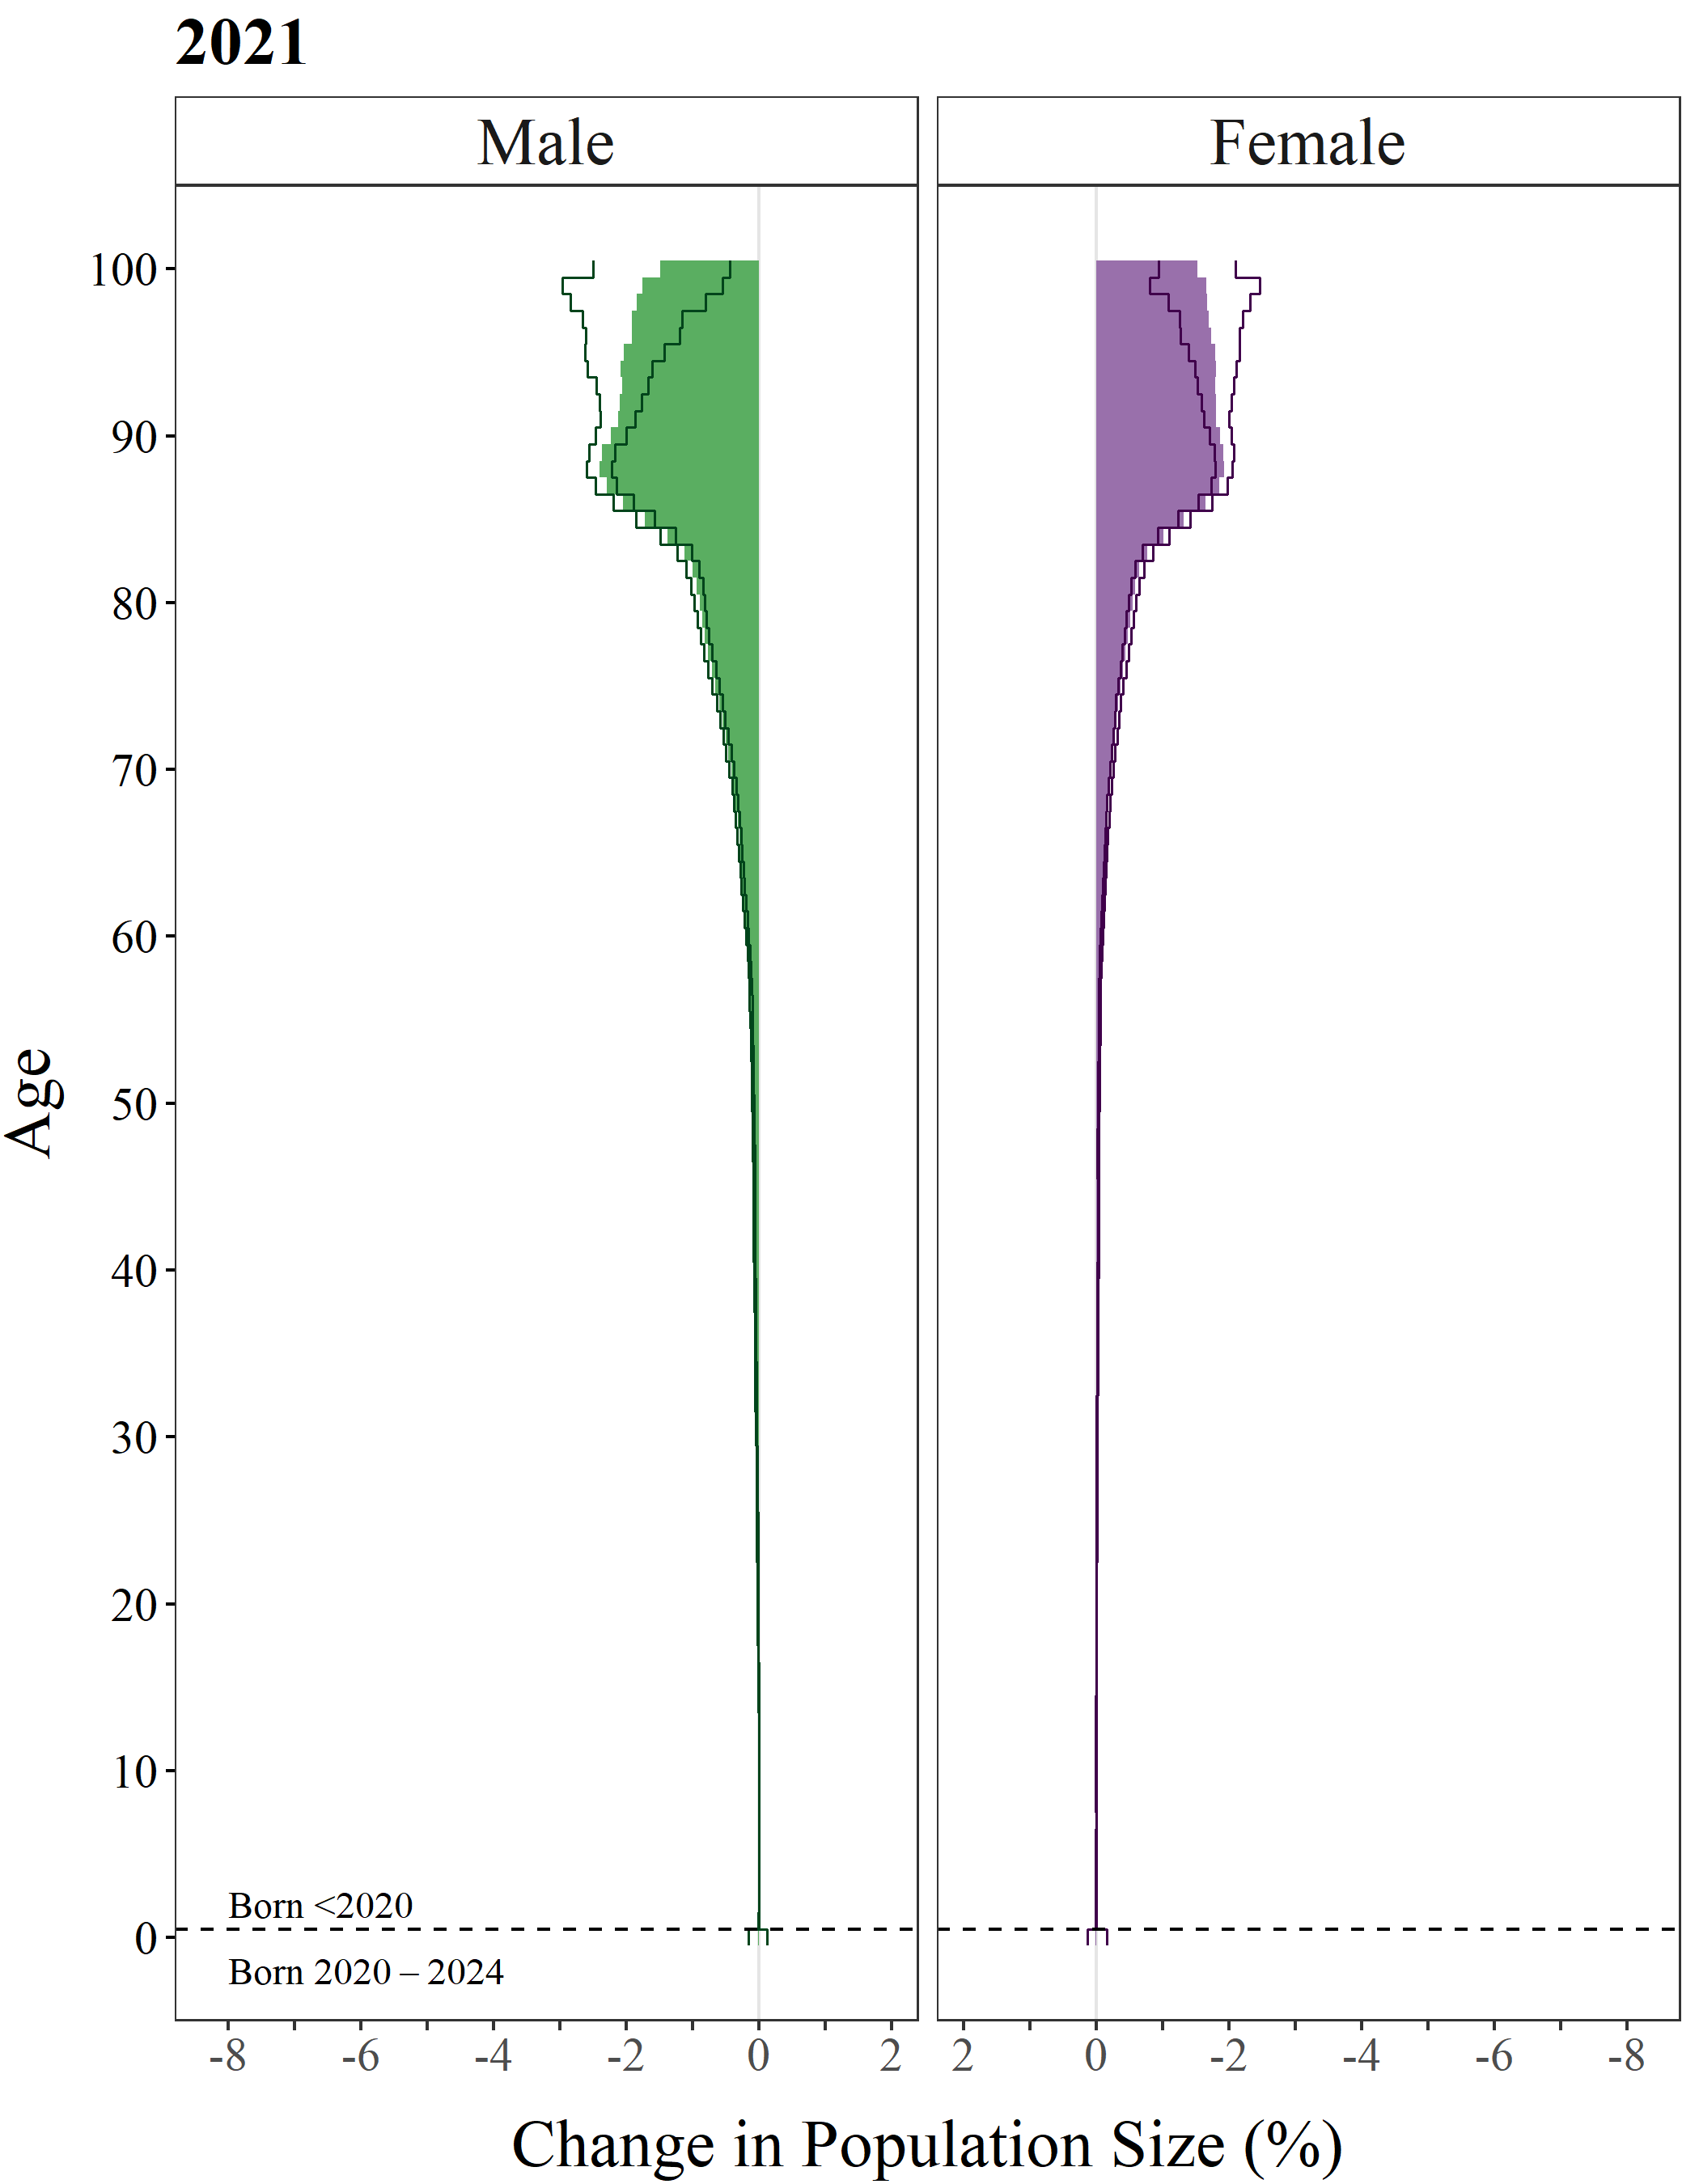 2021
Male
Female
100
90
80
70
60
50
40
30
20
10
0
Age
Born <2020
Born 2020 – 2024
-8 -6 -4 -2 0 2
2 0 -2 -4 -6 -8
Change in Population Size (%)